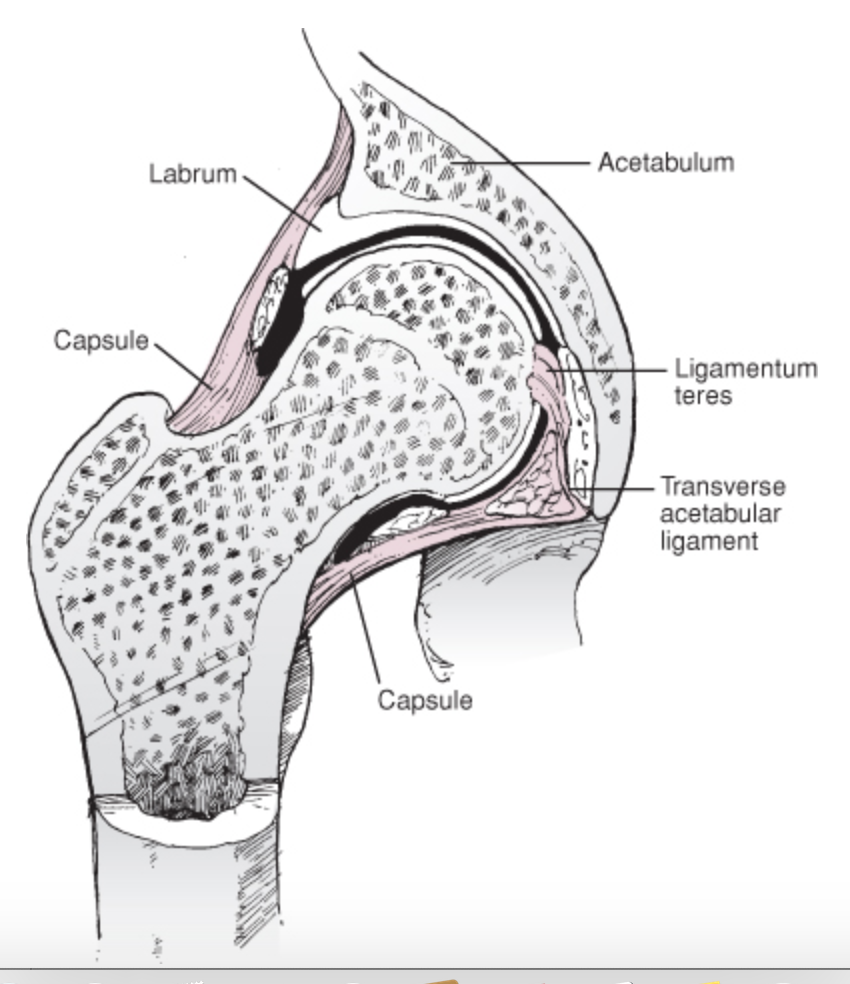 Acetabulum
Labrum
Capsule
Ligamentum
teres
Transverse
acetabular
ligament
Capsule